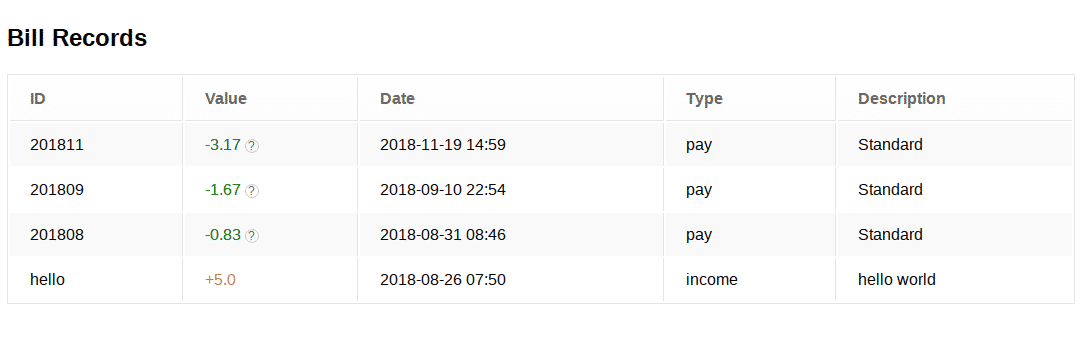 Bill Records
ID Value Date Type Description
201811 -3.17 ? 2018-11-19 14:59 pay Standard
201809 -1.67 ? 2018-09-10 22:54 pay Standard
201808 -0.83 ? 2018-08-31 08:46 pay Standard
hello +5.0 2018-08-26 07:50 income hello world